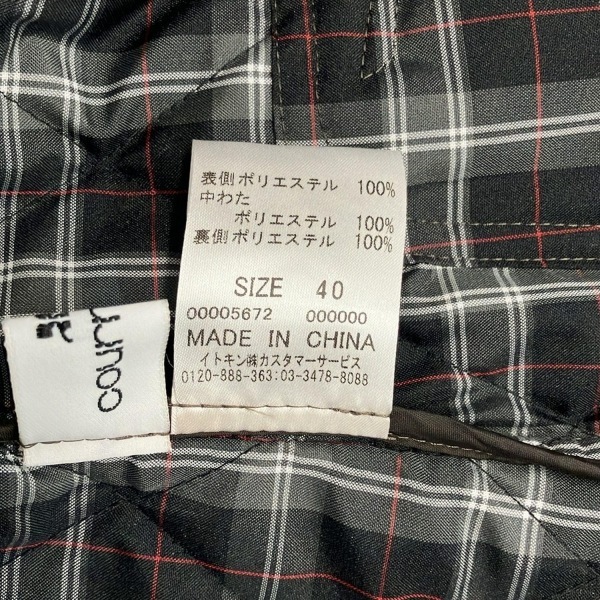 表側ポリエステル 100%
中わた
ポリエステル 100%
裏側ポリエステル 100%
SIZE 40
00005672 000000
MADE IN CHINA
イトキン㈱カスタマーサービス
0120-888-363:03-3478-8088